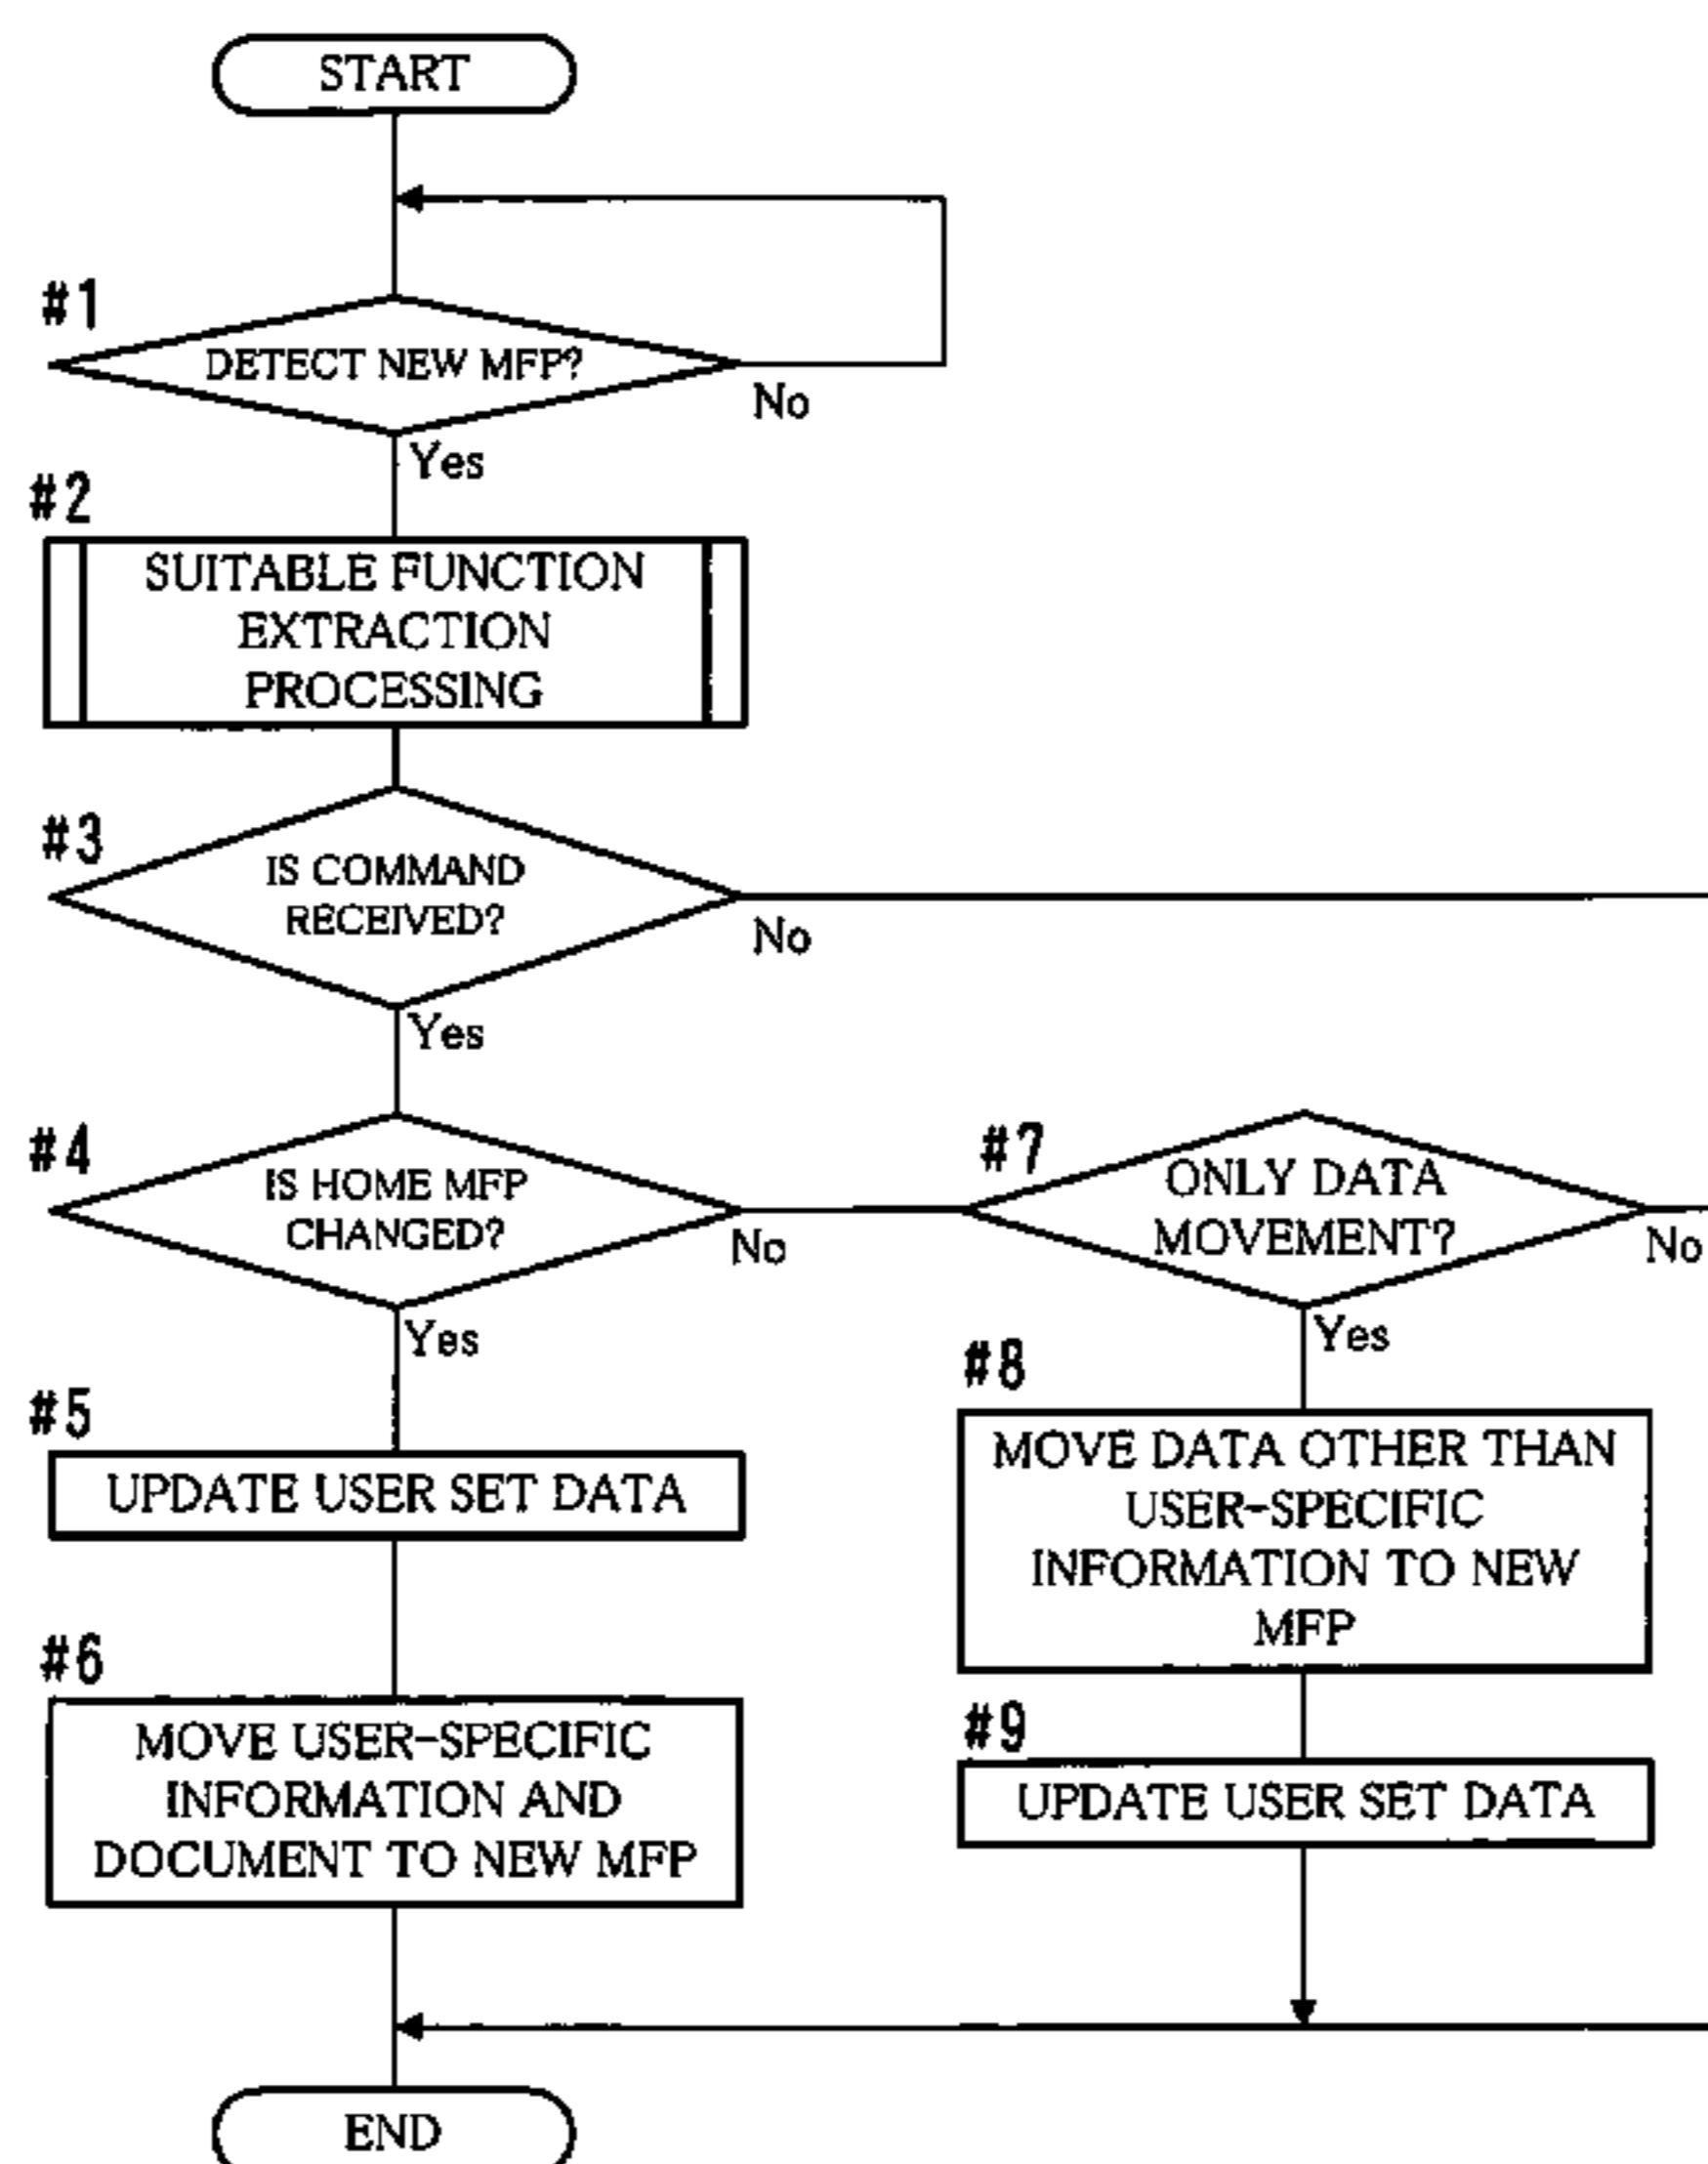 START
#1
DETECT NEW MFP?
No
Yes
#2
SUITABLE FUNCTION
EXTRACTION
PROCESSING
#3
IS COMMAND
RECEIVED?
No
Yes
#4
IS HOME MFP
CHANGED?
No
Yes
#7
ONLY DATA
MOVEMENT?
No
Yes
#5
UPDATE USER SET DATA
#6
MOVE USER-SPECIFIC
INFORMATION AND
DOCUMENT TO NEW MFP
#8
MOVE DATA OTHER THAN
USER-SPECIFIC
INFORMATION TO NEW
MFP
#9
UPDATE USER SET DATA
END